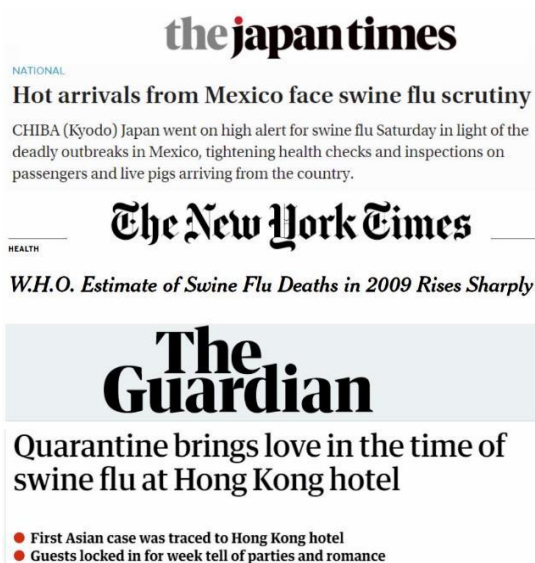 the japan times
NATIONAL
Hot arrivals from Mexico face swine flu scrutiny
CHIBA (Kyodo) Japan went on high alert for swine flu Saturday in light of the
deadly outbreaks in Mexico, tightening health checks and inspections on
passengers and live pigs arriving from the country.
The New York Times
HEALTH
W.H.O. Estimate of Swine Flu Deaths in 2009 Rises Sharply
The
Guardian
Quarantine brings love in the time of
swine flu at Hong Kong hotel
● First Asian case was traced to Hong Kong hotel
● Guests locked in for week tell of parties and romance